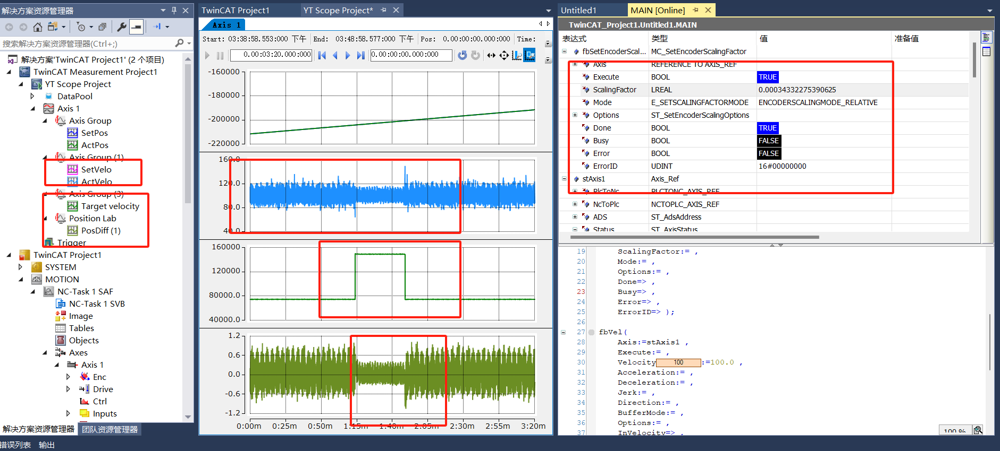 解决方案资源管理器
搜索解决方案资源管理器(Ctrl+;)
解决方案'TwinCAT Project1' (2 个项目)
TwinCAT Measurement Project1
YT Scope Project
DataPool
Axis 1
Axis Group
SetPos
ActPos
Axis Group (1)
SetVelo
ActVelo
Axis Group (3)
Target velocity
Position Lab
PosDiff (1)
Trigger
TwinCAT Project1
SYSTEM
MOTION
NC-Task 1 SAF
NC-Task 1 SVB
Image
Tables
Objects
Axes
Axis 1
Enc
Drive
Ctrl
Inputs
解决方案资源管理器 团队资源管理器
错误列表 输出
TwinCAT Project1 YT Scope Project*
Axis 1
Start: 03:38:58.553:000 下午 End: 03:48:58.577:000 下午 Pos: 0.00:00:00.000:000 Time:
0.00:03:20.000:000 0.00:00:00.000:000
-160000
-180000
-200000
-220000
160.0
120.0
80.0
40.0
160000
120000
80000.0
40000.0
1.2
0.6
0.0
-0.6
-1.2
0:00m 0:25m 0:50m 1:15m 1:40m 2:05m 2:30m 2:55m 3:20m
Untitled1 MAIN [Online]
TwinCAT_Project1.Untitled1.MAIN
表达式 类型 值 准备值
fbSetEncoderScal... MC_SetEncoderScalingFactor
Axis REFERENCE TO AXIS_REF
Execute BOOL TRUE
ScalingFactor LREAL 0.00034332275390625
Mode E_SETSCALINGFACTORMODE ENCODERSCALINGMODE_RELATIVE
Options ST_SetEncoderScalingOptions
Done BOOL TRUE
Busy BOOL FALSE
Error BOOL FALSE
ErrorID UDINT 16#00000000
stAxis1 Axis_Ref
PlcToNc PLCTONC_AXIS_REF
NcToPlc NCTOPLC_AXIS_REF
ADS ST_AdsAddress
Status ST_AxisStatus
19 ScalingFactor:= ,
20 Mode:= ,
21 Options:= ,
22 Done=> ,
23 Busy=> ,
24 Error=> ,
25 ErrorID=> );
26
27 fbVel(
28 Axis:=stAxis1 ,
29 Execute:= ,
30 Velocity 100 :=100.0 ,
31 Acceleration:= ,
32 Deceleration:= ,
33 Jerk:= ,
34 Direction:= ,
35 BufferMode:= ,
36 Options:= ,
37 InVelocity=> ,
100 %